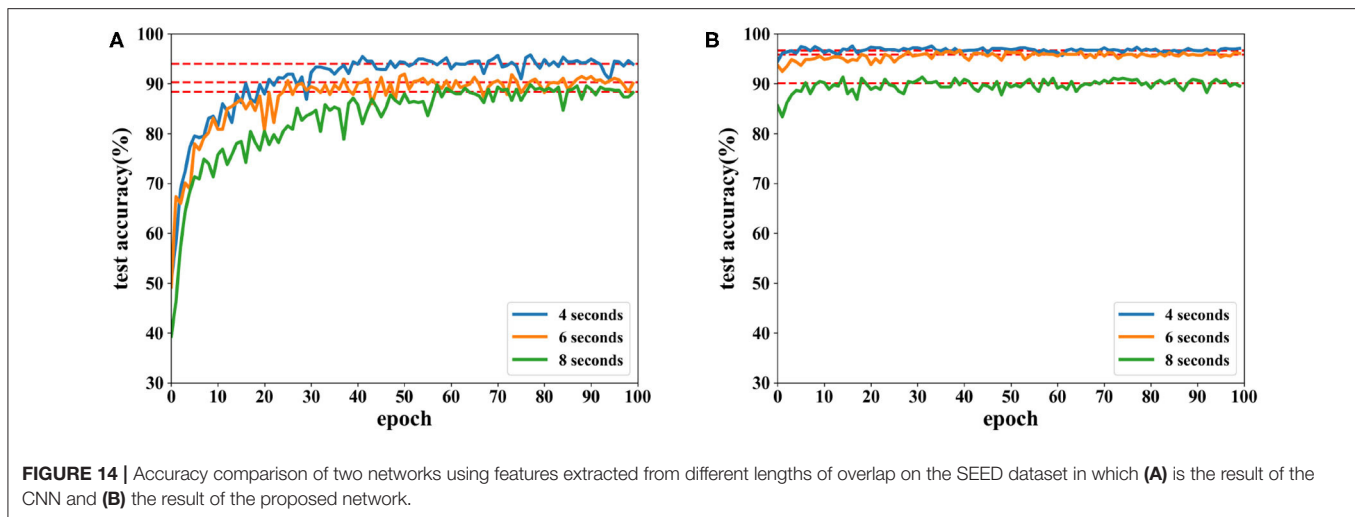 A
100
90
80
70
60
50
40
30
test accuracy(%)
0 10 20 30 40 50 60 70 80 90 100
epoch
4 seconds
6 seconds
8 seconds
B
100
90
80
70
60
50
40
30
test accuracy(%)
0 10 20 30 40 50 60 70 80 90 100
epoch
4 seconds
6 seconds
8 seconds
FIGURE 14 | Accuracy comparison of two networks using features extracted from different lengths of overlap on the SEED dataset in which (A) is the result of the
CNN and (B) the result of the proposed network.